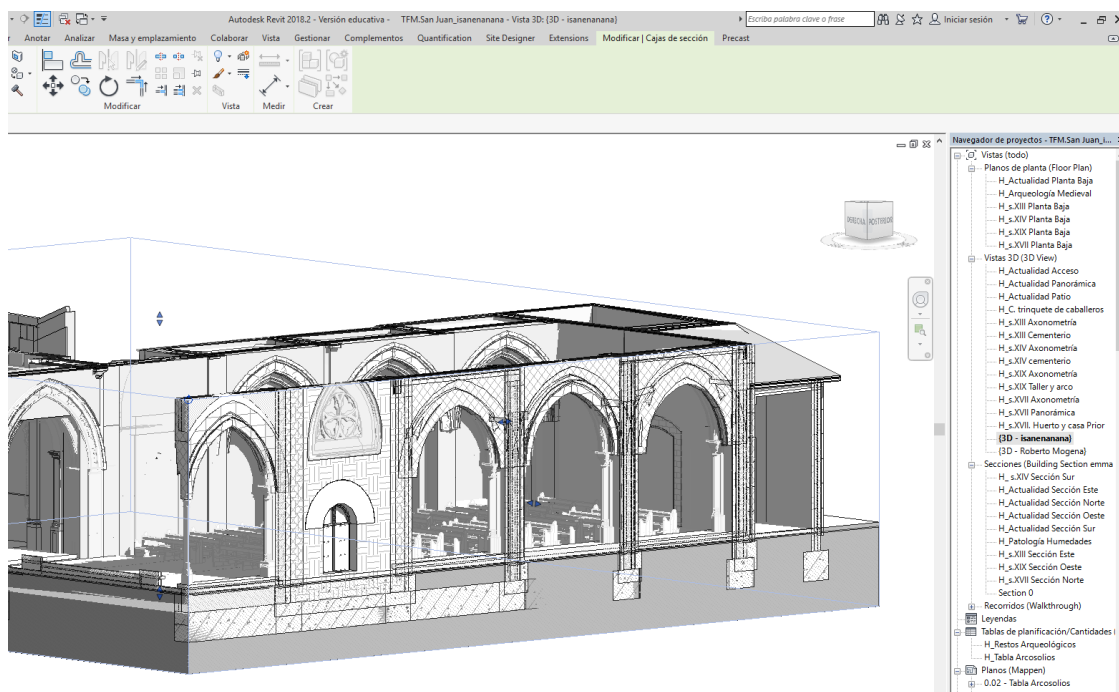 Autodesk Revit 2018.2 - Versión educativa - TFM.San Juan_isanenanana - Vista 3D: {3D - isanenanana}
Escriba palabra clave o frase
Iniciar sesión
Anotar Analizar Masa y emplazamiento Colaborar Vista Gestionar Complementos Quantification Site Designer Extensions Modificar | Cajas de sección Precast
Modificar Vista Medir Crear
Navegador de proyectos - TFM.San Juan_i...
Vistas (todo)
Planos de planta (Floor Plan)
H_Actualidad Planta Baja
H_Arqueología Medieval
H_s.XIII Planta Baja
H_s.XIV Planta Baja
H_s.XIX Planta Baja
H_s.XVII Planta Baja
Vistas 3D (3D View)
H_Actualidad Acceso
H_Actualidad Panorámica
H_Actualidad Patio
H_C. trinquete de caballeros
H_s.XIII Axonometría
H_s.XIII Cementerio
H_s.XIV Axonometría
H_s.XIV cementerio
H_s.XIX Axonometría
H_s.XIX Taller y arco
H_s.XVII Axonometría
H_s.XVII Panorámica
H_s.XVII. Huerto y casa Prior
{3D - isanenanana}
{3D - Roberto Mogena}
Secciones (Building Section emma
H_ s.XIV Sección Sur
H_Actualidad Sección Este
H_Actualidad Sección Norte
H_Actualidad Sección Oeste
H_Actualidad Sección Sur
H_Patología Humedades
H_s.XIII Sección Este
H_s.XIX Sección Oeste
H_s.XVII Sección Norte
Section 0
Recorridos (Walkthrough)
Leyendas
Tablas de planificación/Cantidades (
H_Restos Arqueológicos
H_Tabla Arcosolios
Planos (Mappen)
0.02 - Tabla Arcosolios
DERECHA